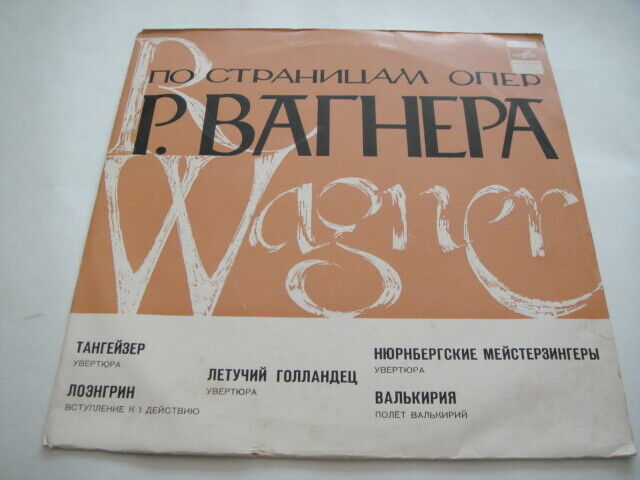 ПО СТРАНИЦАМ ОПЕР
Р. ВАГНЕРА
R
Wagner
ТАНГЕЙЗЕР
УВЕРТЮРА
ЛОЭНГРИН
ВСТУПЛЕНИЕ К 1 ДЕЙСТВИЮ
ЛЕТУЧИЙ ГОЛЛАНДЕЦ
УВЕРТЮРА
НЮРНБЕРГСКИЕ МЕЙСТЕРЗИНГЕРЫ
УВЕРТЮРА
ВАЛЬКИРИЯ
ПОЛЁТ ВАЛЬКИРИЙ